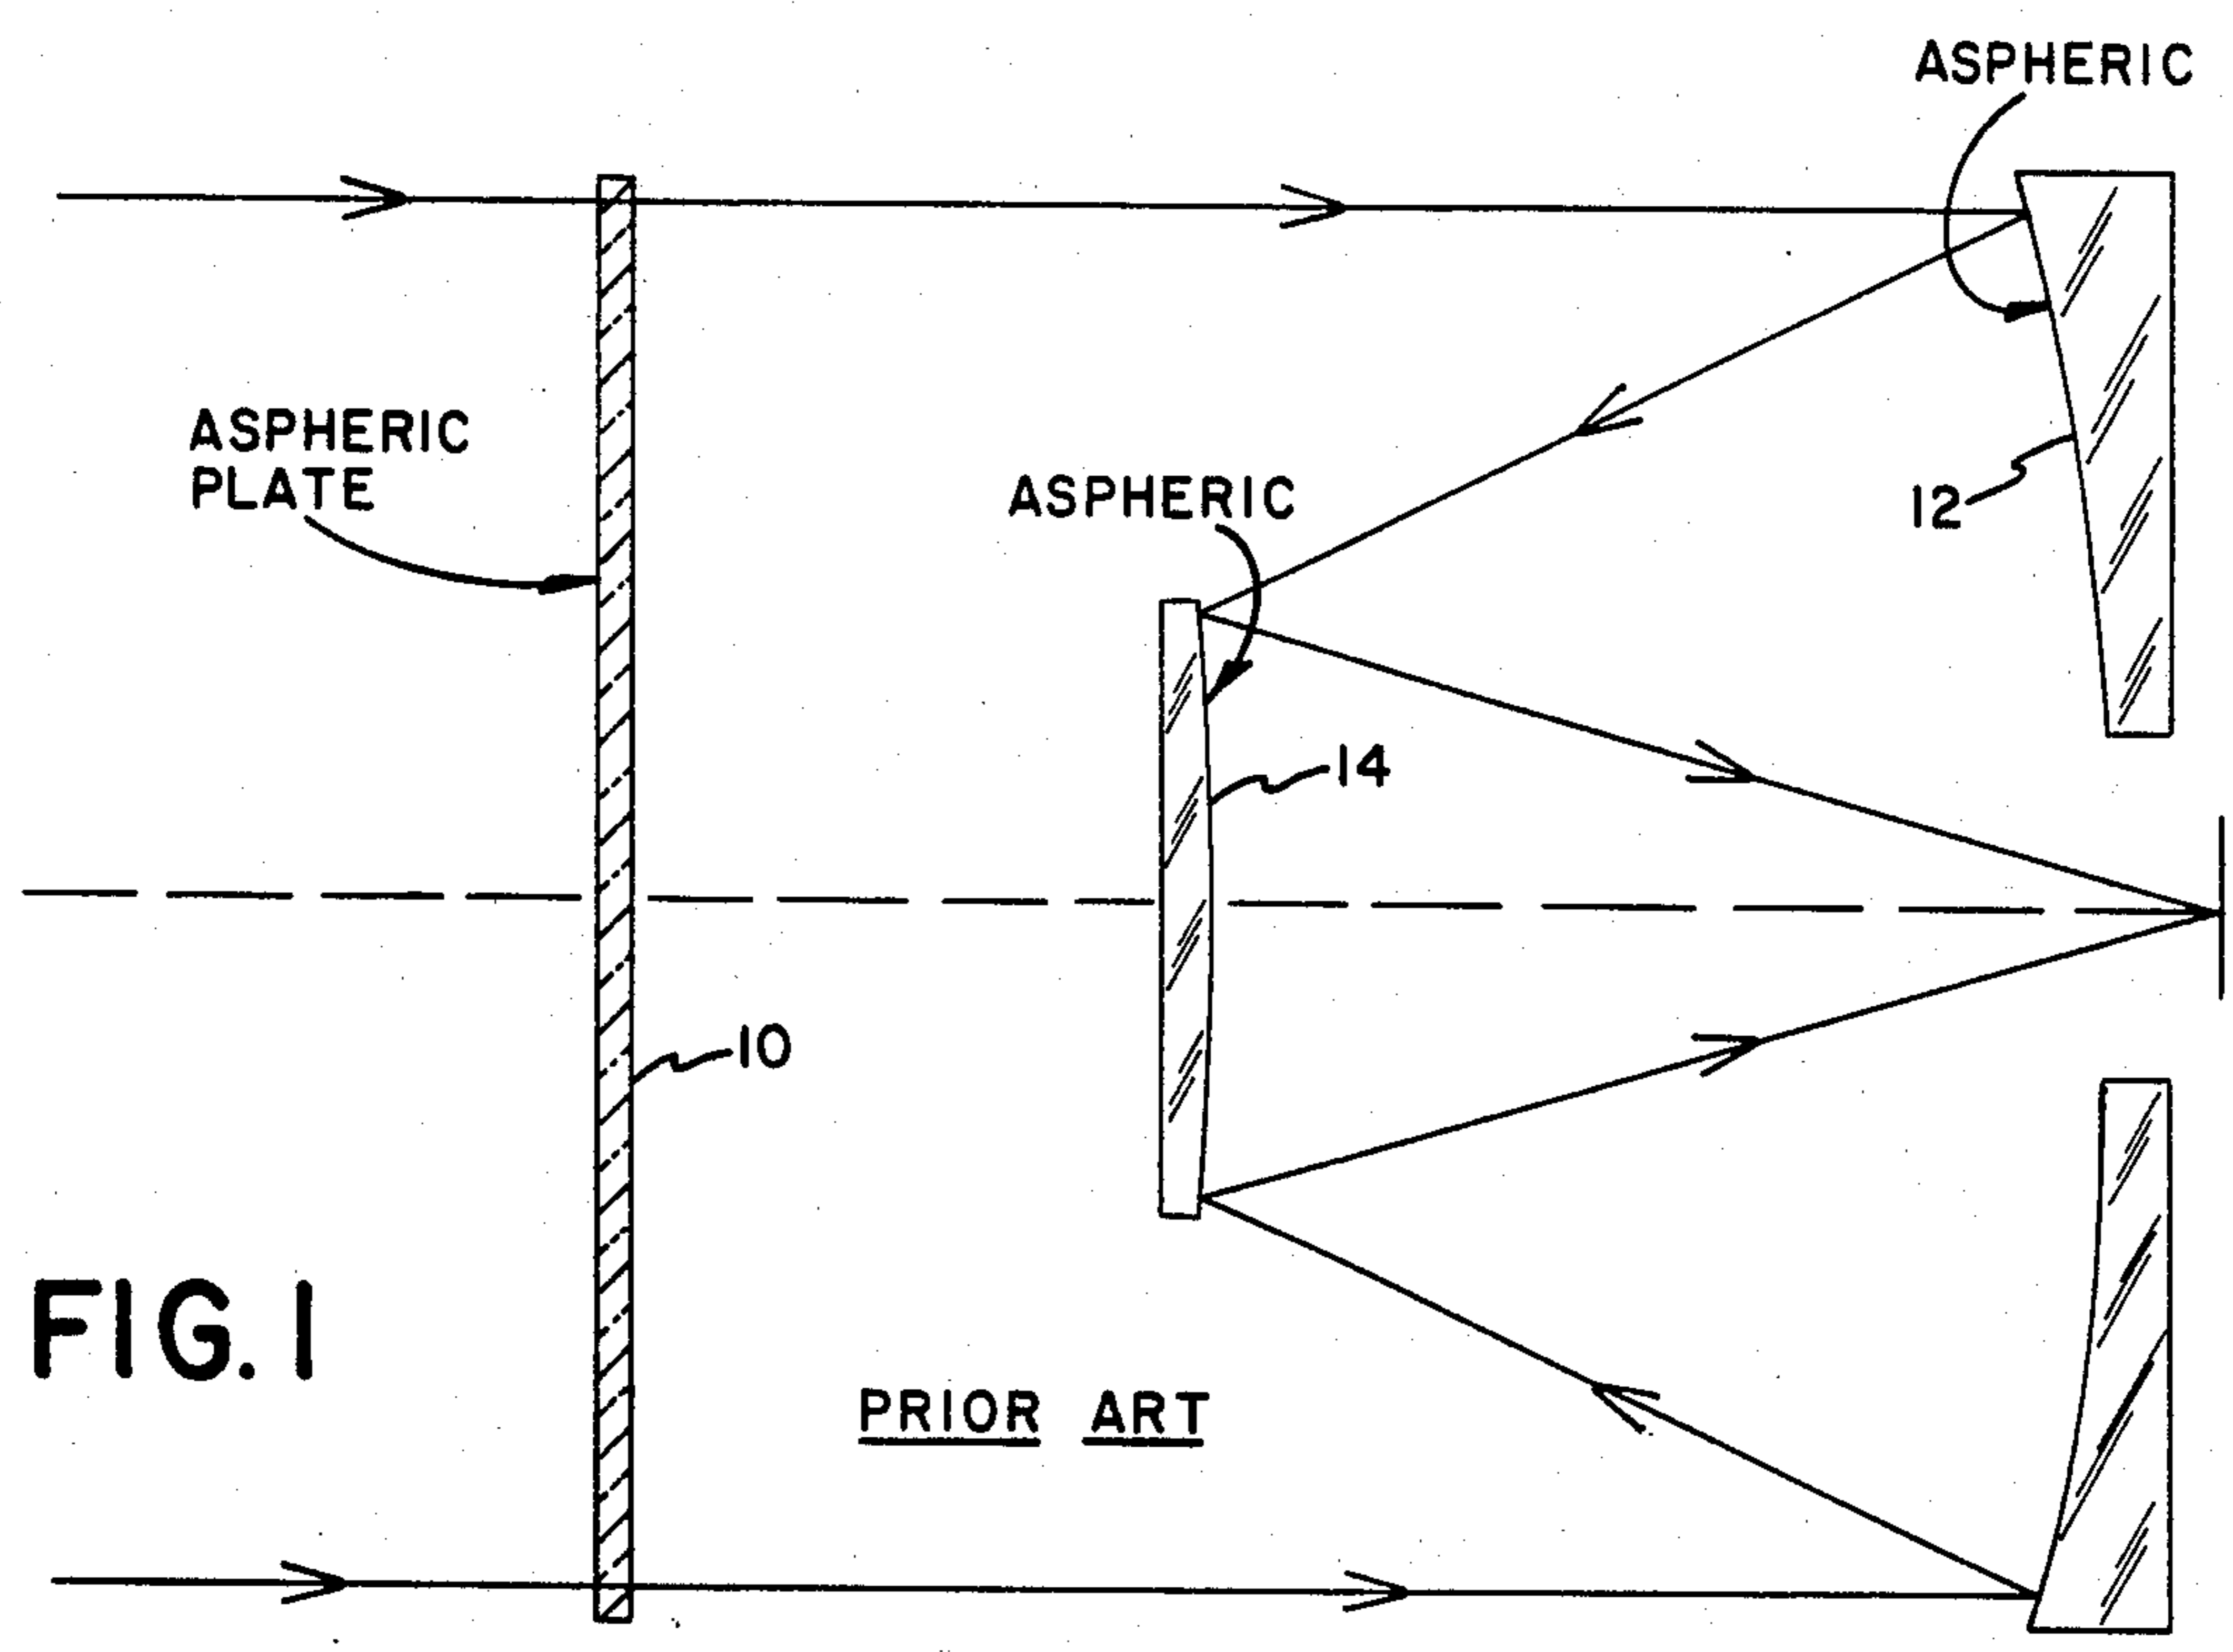 ASPHERIC
ASPHERIC
PLATE
ASPHERIC
12
14
10
FIG. 1
PRIOR ART